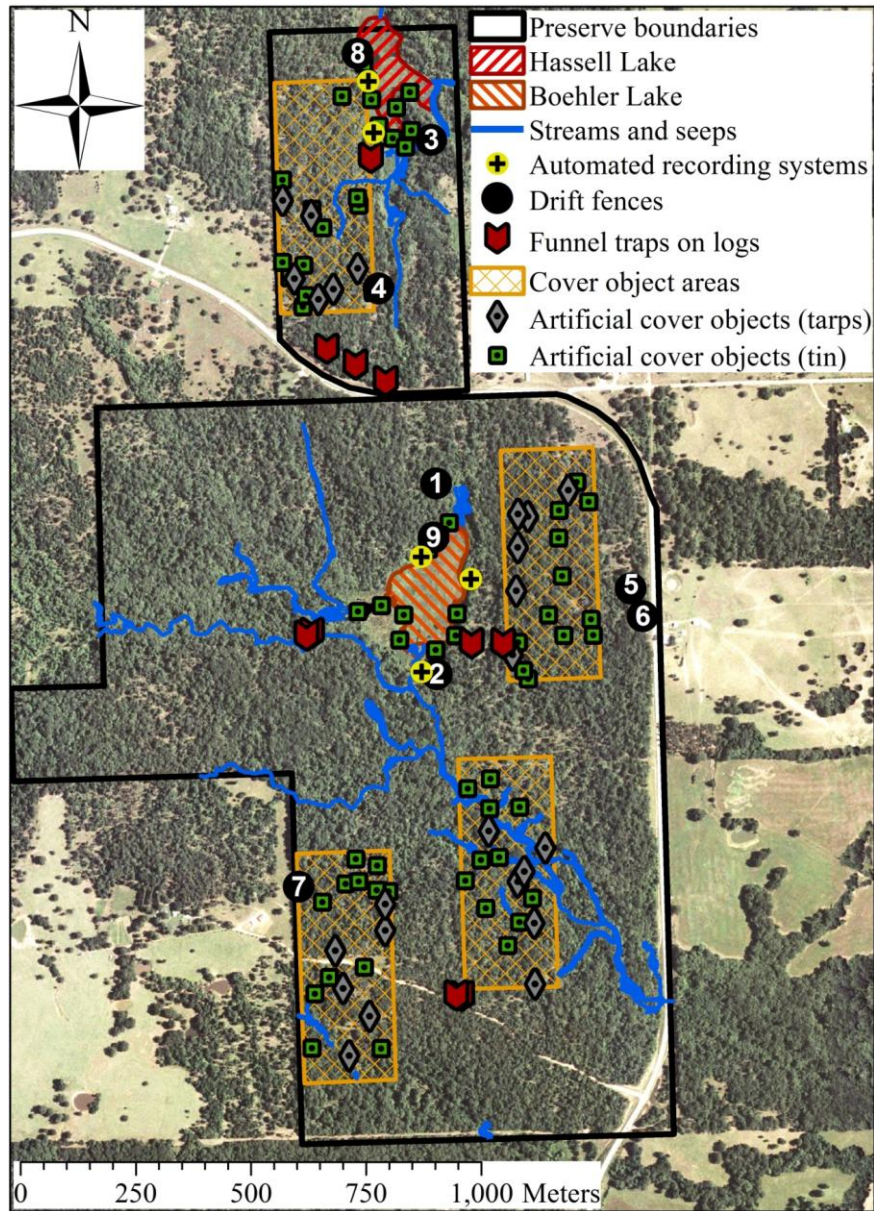 N
Preserve boundaries
Hassell Lake
Boehler Lake
Streams and seeps
Automated recording systems
Drift fences
Funnel traps on logs
Cover object areas
Artificial cover objects (tarps)
Artificial cover objects (tin)
8
3
4
1
9
5
6
2
7
0 250 500 750 1,000 Meters